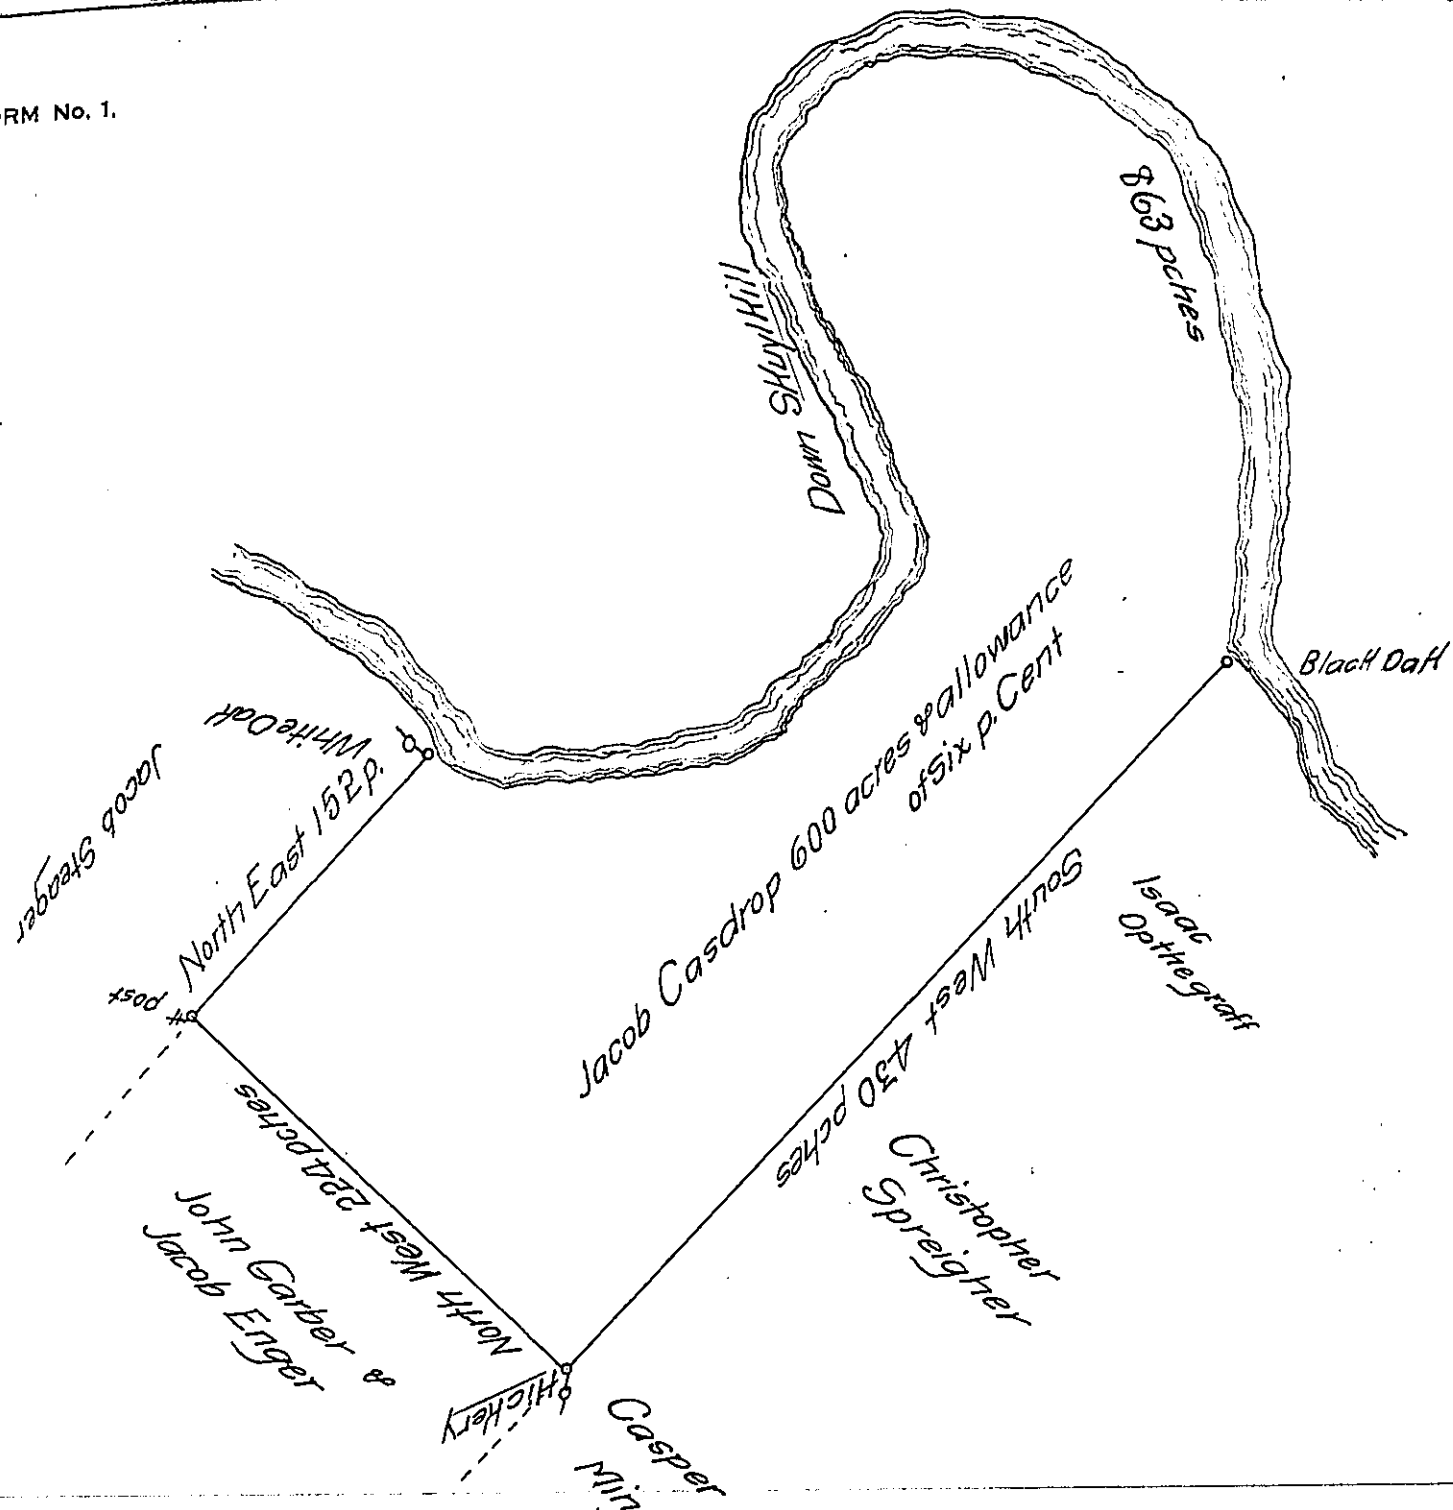 RM No. 1.
863 pches
Down SKuylKill
Black Oak
White Oak
Jacob Steager
North East 152 p.
post
Jacob Casdrop 600 acres & allowance
of Six p. Cent
South West 430 pches
Isaac
Opthegraff
Christopher
Spreigher
North West 224 pches
John Garber &
Jacob Enger
Hickery
Casper